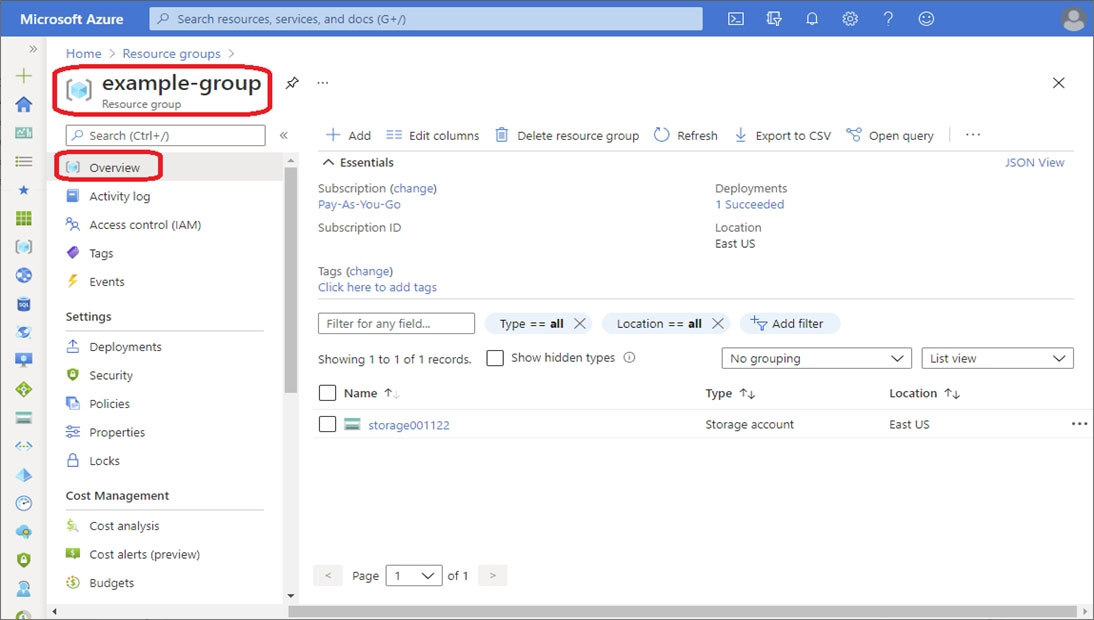 Microsoft Azure
Search resources, services, and docs (G+/)
Home > Resource groups >
example-group
Resource group
Search (Ctrl+/)
Overview
Activity log
Access control (IAM)
Tags
Events
Settings
Deployments
Security
Policies
Properties
Locks
Cost Management
Cost analysis
Cost alerts (preview)
Budgets
Add Edit columns Delete resource group Refresh Export to CSV Open query ...
Essentials JSON View
Subscription (change) Deployments
Pay-As-You-Go 1 Succeeded
Subscription ID Location
East US
Tags (change)
Click here to add tags
Filter for any field... Type == all Location == all Add filter
Showing 1 to 1 of 1 records. Show hidden types No grouping List view
Name Type Location
storage001122 Storage account East US
< Page 1 of 1 >